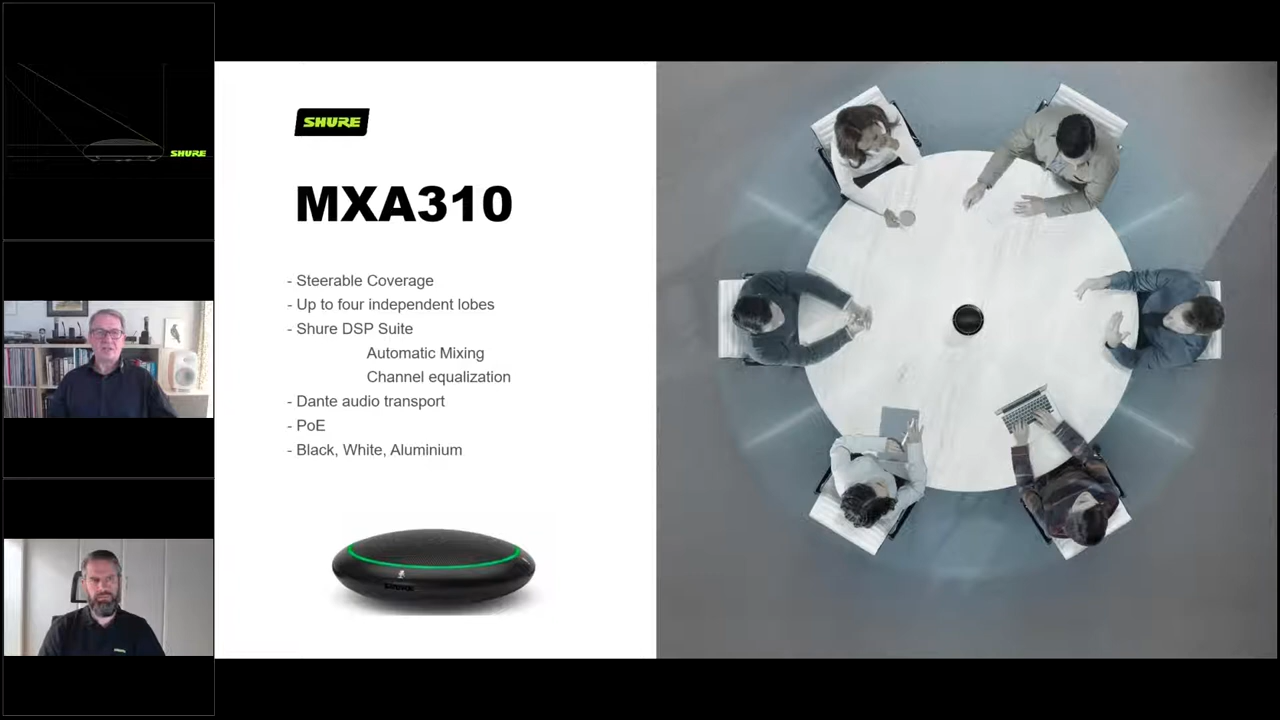 SHURE
SHURE
MXA310
- Steerable Coverage
- Up to four independent lobes
- Shure DSP Suite
Automatic Mixing
Channel equalization
- Dante audio transport
- PoE
- Black, White, Aluminium
SHURE